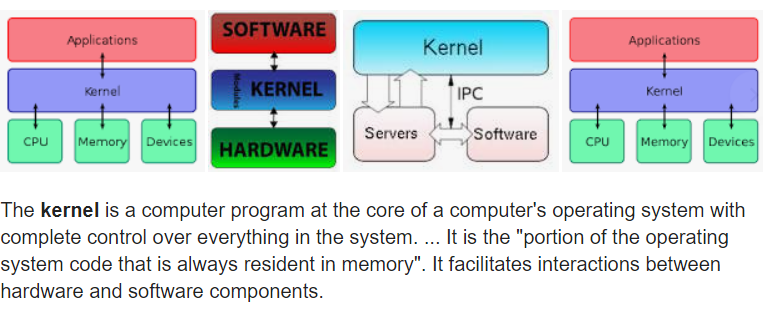 Applications
Kernel
CPU Memory Devices
SOFTWARE
Modules KERNEL
HARDWARE
Kernel
IPC
Servers Software
Applications
Kernel
CPU Memory Devices
The kernel is a computer program at the core of a computer's operating system with
complete control over everything in the system. ... It is the "portion of the operating
system code that is always resident in memory". It facilitates interactions between
hardware and software components.